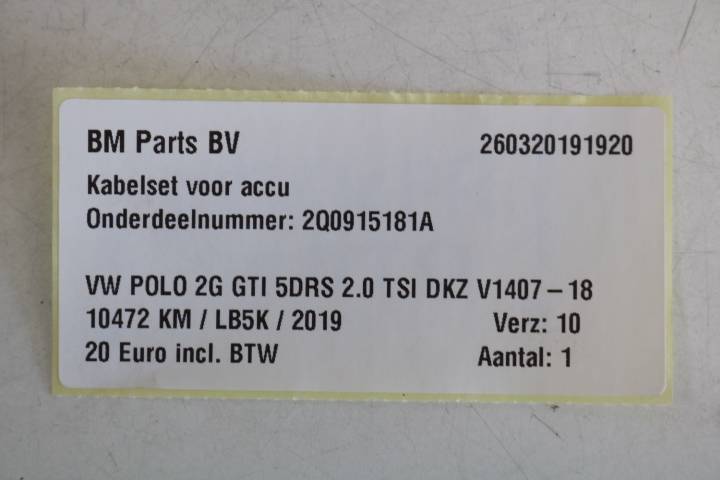 BM Parts BV 260320191920
Kabelset voor accu
Onderdeelnummer: 2Q0915181A
VW POLO 2G GTI 5DRS 2.0 TSI DKZ V1407-18
10472 KM / LB5K / 2019 Verz: 10
20 Euro incl. BTW Aantal: 1